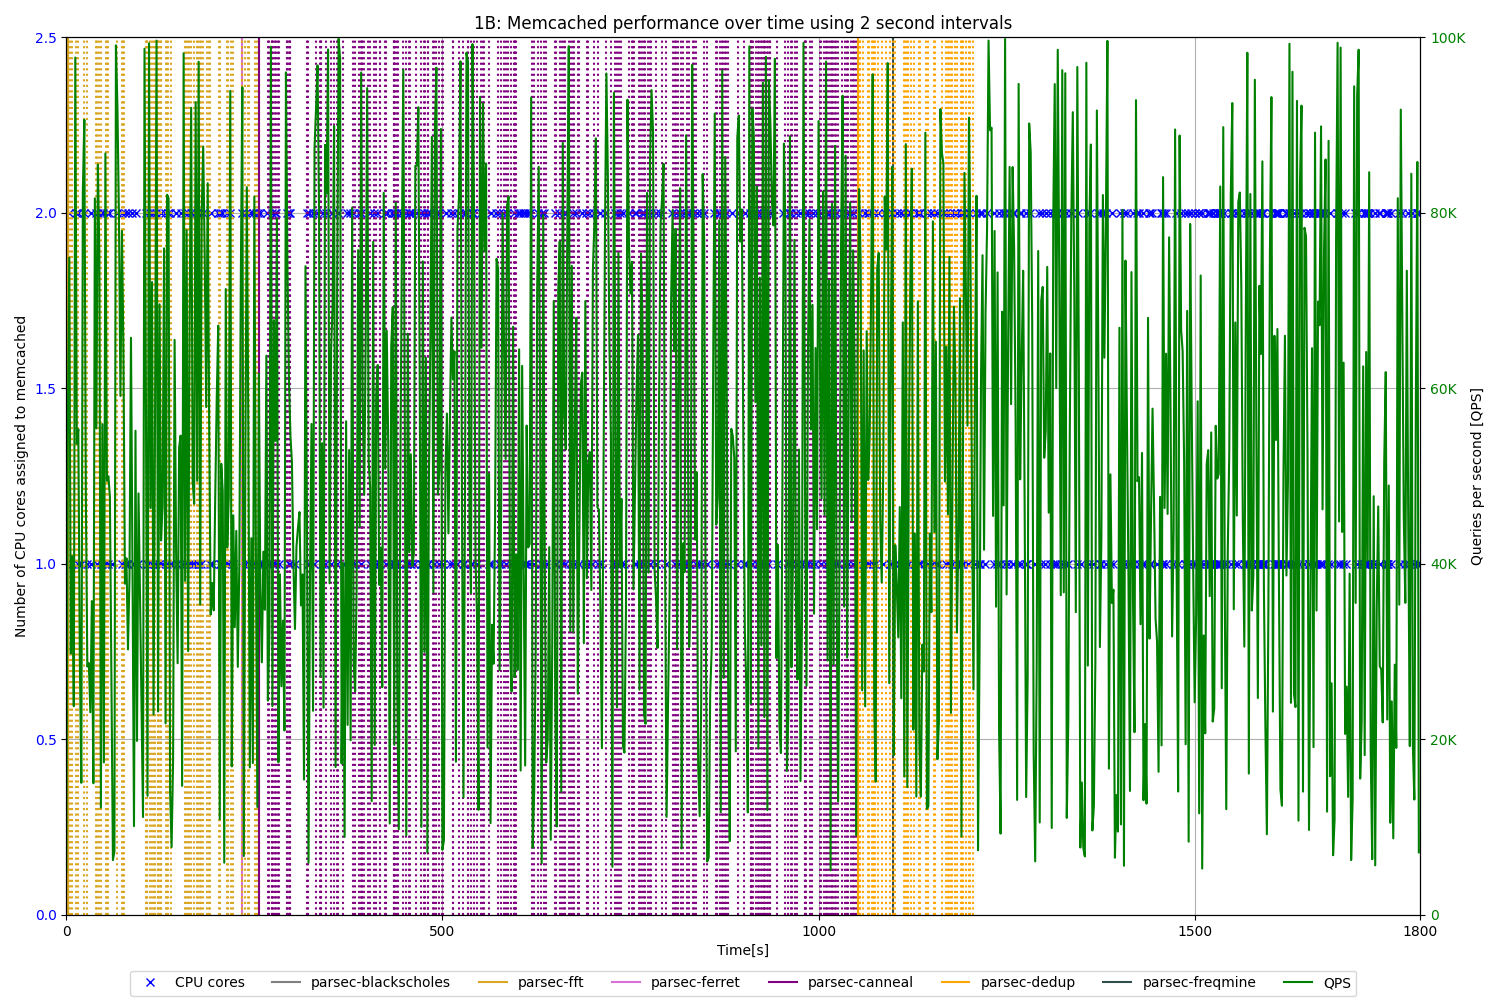 1B: Memcached performance over time using 2 second intervals
2.5
2.0
1.5
1.0
0.5
0.0
Number of CPU cores assigned to memcached
100K
80K
60K
40K
20K
0
Queries per second [QPS]
0
500
1000
1500
1800
Time[s]
CPU cores
parsec-blackscholes
parsec-fft
parsec-ferret
parsec-canneal
parsec-dedup
parsec-freqmine
QPS